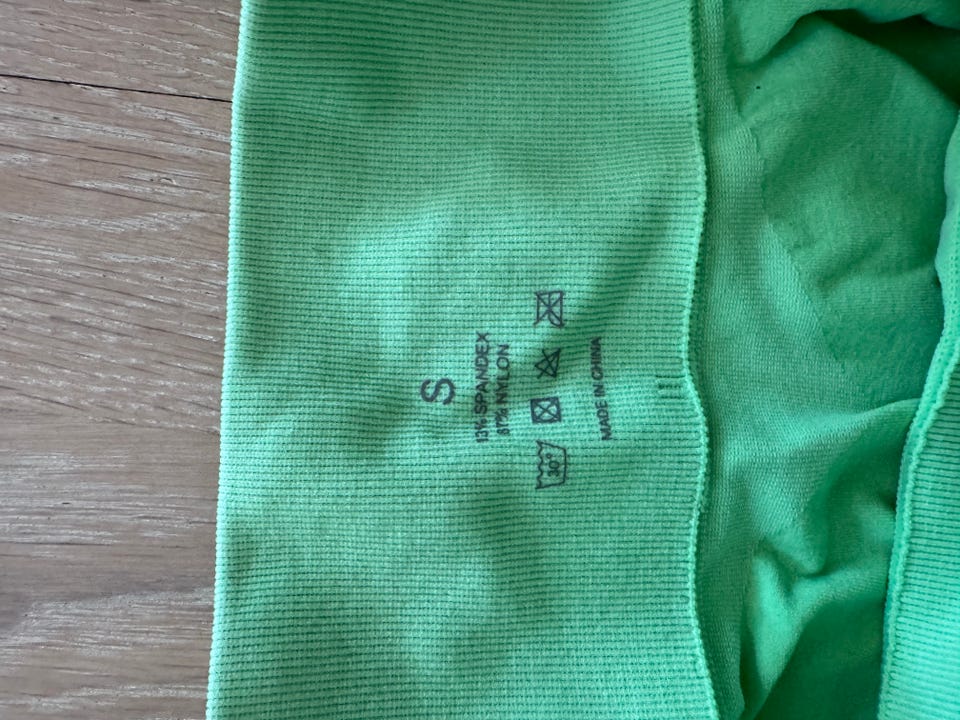 S
13% SPANDEX
87% NYLON
30°
MADE IN CHINA